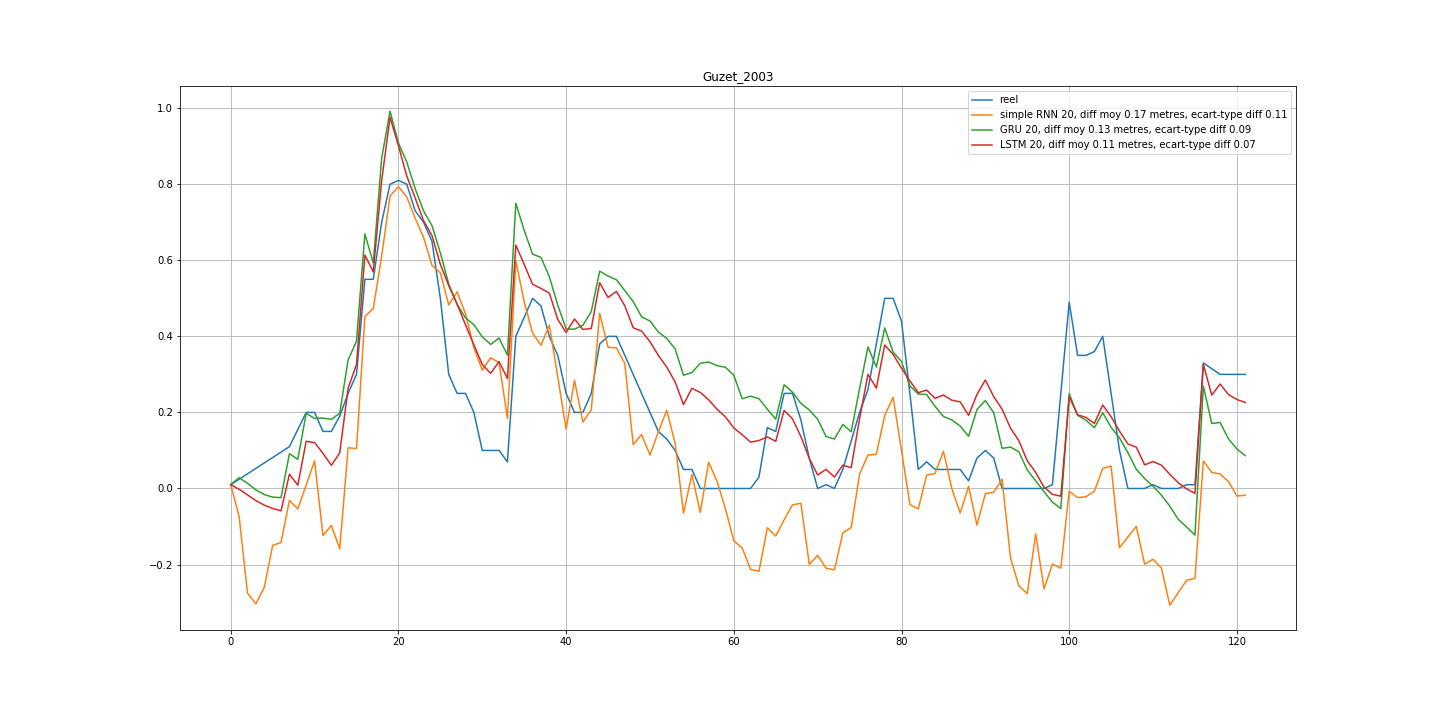 Guzet_2003
reel
simple RNN 20, diff moy 0.17 metres, ecart-type diff 0.11
GRU 20, diff moy 0.13 metres, ecart-type diff 0.09
LSTM 20, diff moy 0.11 metres, ecart-type diff 0.07
1.0
0.8
0.6
0.4
0.2
0.0
−0.2
0 20 40 60 80 100 120